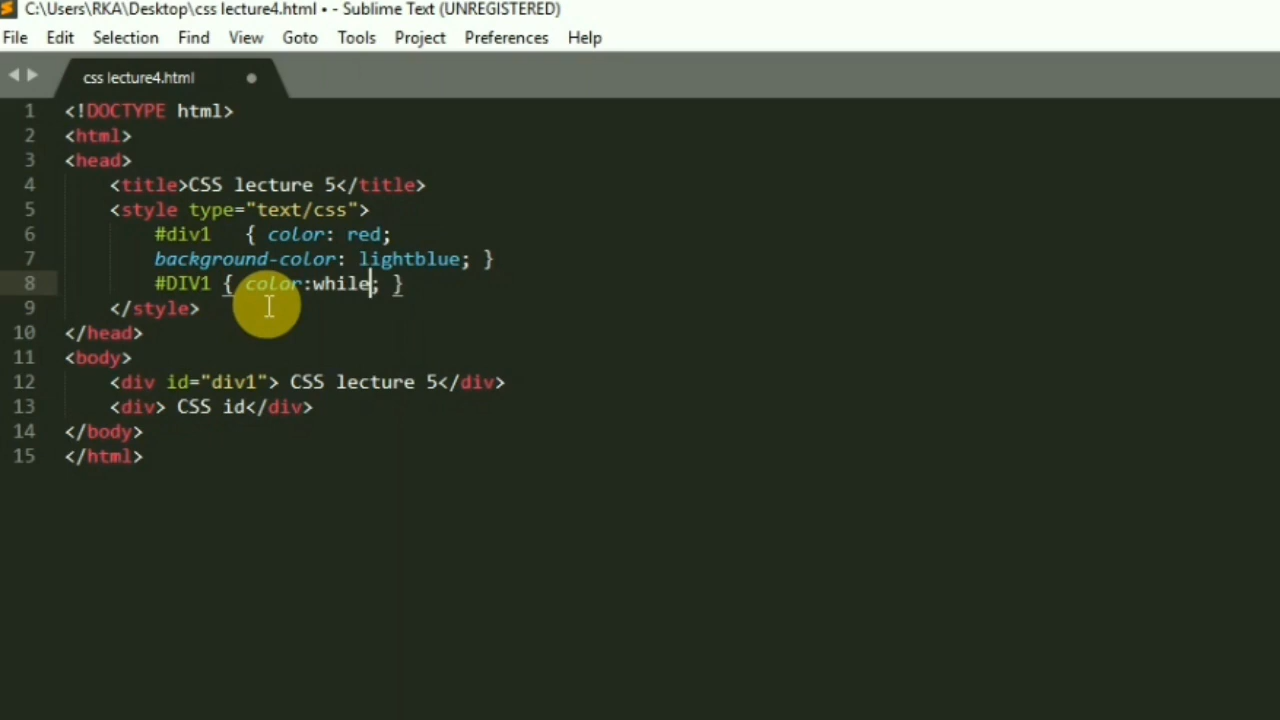 C:\Users\RKA\Desktop\css lecture4.html • - Sublime Text (UNREGISTERED)
File Edit Selection Find View Goto Tools Project Preferences Help
css lecture4.html
1 <!DOCTYPE html>
2 <html>
3 <head>
4 <title>CSS lecture 5</title>
5 <style type="text/css">
6 #div1 { color: red;
7 background-color: lightblue; }
8 #DIV1 { color:while; }
9 </style>
10 </head>
11 <body>
12 <div id="div1"> CSS lecture 5</div>
13 <div> CSS id</div>
14 </body>
15 </html>